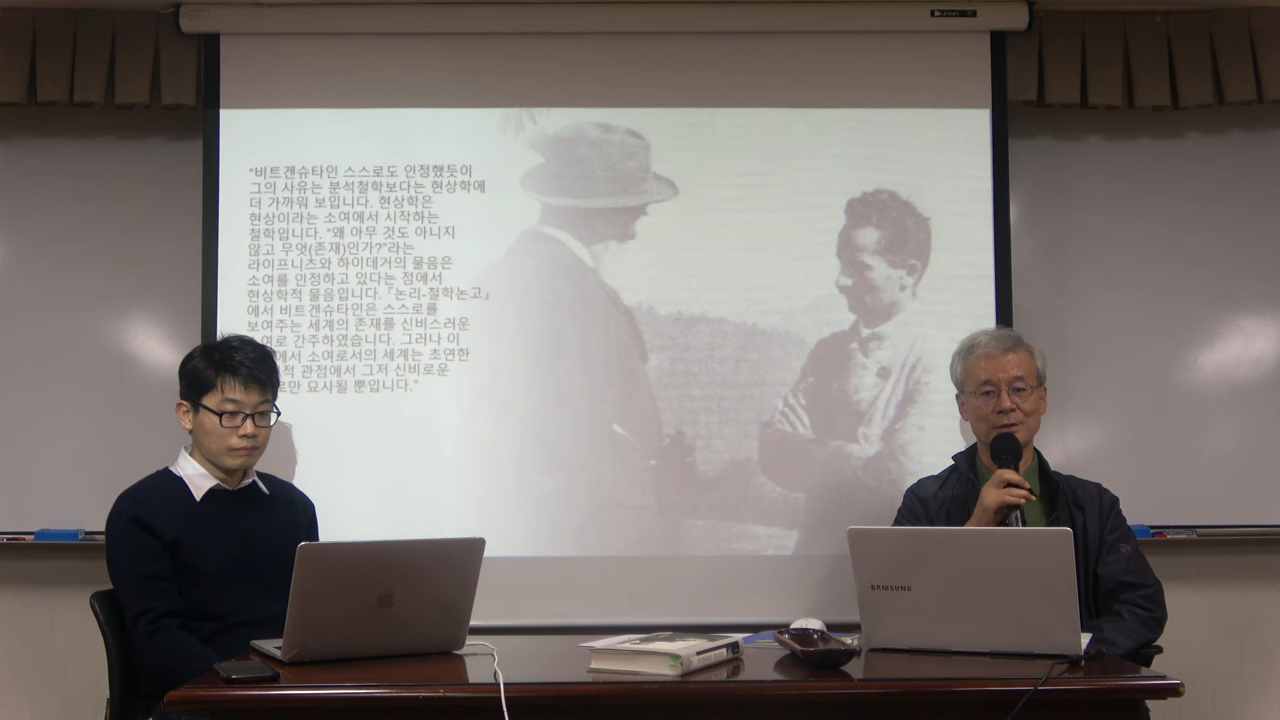 union
"비트겐슈타인 스스로도 인정했듯이
그의 사유는 분석철학보다는 현상학에
더 가까워 보입니다. 현상학은
현상이라는 소여에서 시작하는
철학입니다. "왜 아무 것도 아니지
않고 무엇(존재)인가?"라는
라이프니츠와 하이데거의 물음은
소여를 인정하고 있다는 점에서
현상학적 물음입니다. 『논리-철학논고』
에서 비트겐슈타인은 스스로를
보여주는 세계의 존재를 신비스러운
여로 간주하였습니다. 그러나 이
에서 소여로서의 세계는 초연한
적 관점에서 그저 신비로운
로만 묘사될 뿐입니다."
SAMSUNG